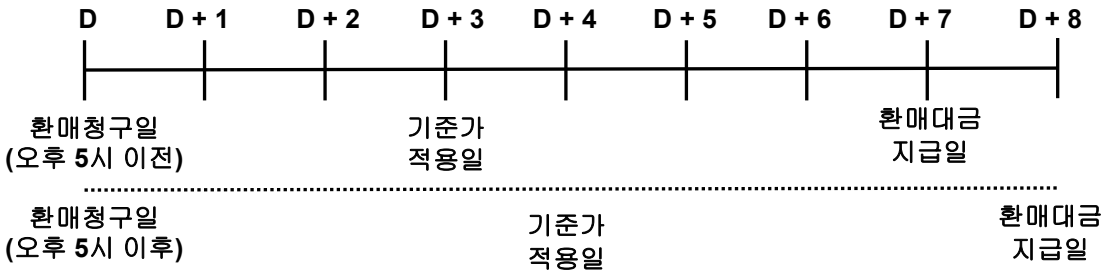 D D + 1 D + 2 D + 3 D + 4 D + 5 D + 6 D + 7 D + 8
환매청구일
(오후 5시 이전)
기준가
적용일
환매대금
지급일
환매청구일
(오후 5시 이후)
기준가
적용일
환매대금
지급일